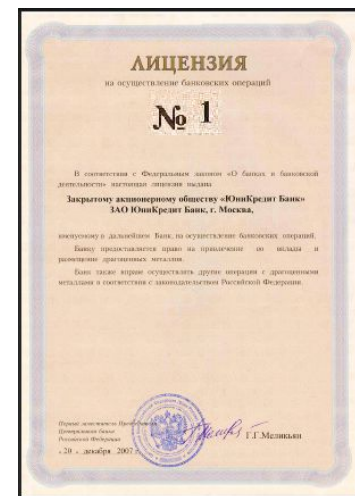 ЛИЦЕНЗИЯ
на осуществление банковских операций
№ 1
В соответствии с Федеральным законом «О банках и банковской
деятельности» настоящая лицензия выдана
Закрытому акционерному обществу «ЮниКредит Банк»
ЗАО ЮниКредит Банк, г. Москва,
именуемому в дальнейшем Банк, на осуществление банковских операций.
Банку предоставляется право на привлечение во вклады и
размещение драгоценных металлов.
Банк также вправе осуществлять другие операции с драгоценными
металлами в соответствии с законодательством Российской Федерации.
Первый заместитель Председателя
Центрального банка
Российской Федерации
Г.Г.Меликьян
« 20 » декабря 2007 г.